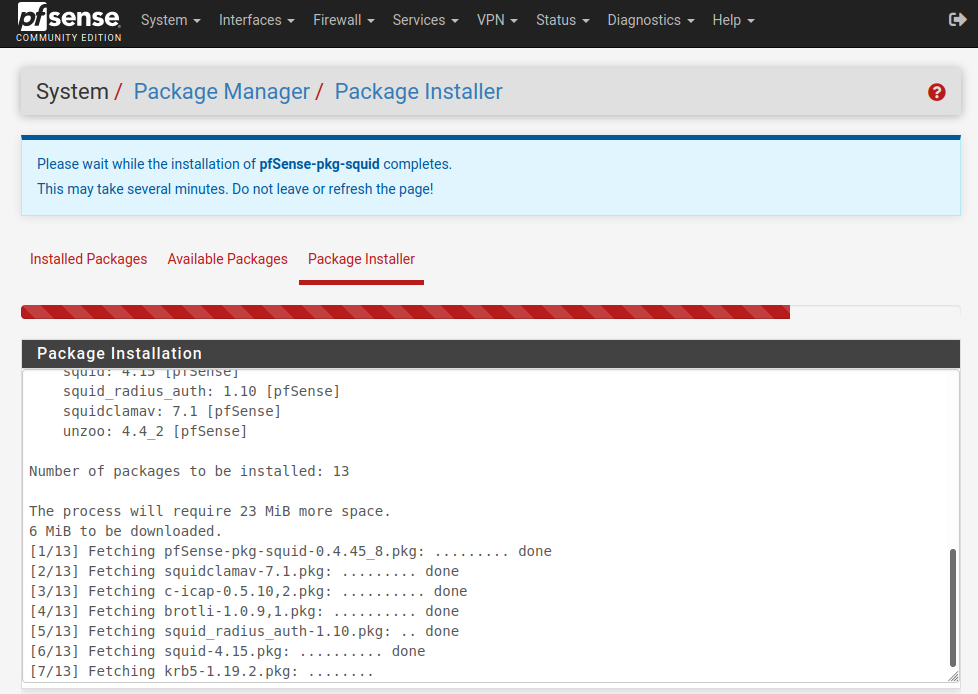 pfsense
COMMUNITY EDITION
System Interfaces Firewall Services VPN Status Diagnostics Help
System / Package Manager / Package Installer
?
Please wait while the installation of pfSense-pkg-squid completes.
This may take several minutes. Do not leave or refresh the page!
Installed Packages Available Packages Package Installer
Package Installation
squid: 4.15 [pfSense]
squid_radius_auth: 1.10 [pfSense]
squidclamav: 7.1 [pfSense]
unzoo: 4.4_2 [pfSense]
Number of packages to be installed: 13
The process will require 23 MiB more space.
6 MiB to be downloaded.
[1/13] Fetching pfSense-pkg-squid-0.4.45_8.pkg: ......... done
[2/13] Fetching squidclamav-7.1.pkg: ......... done
[3/13] Fetching c-icap-0.5.10,2.pkg: .......... done
[4/13] Fetching brotli-1.0.9,1.pkg: .......... done
[5/13] Fetching squid_radius_auth-1.10.pkg: .. done
[6/13] Fetching squid-4.15.pkg: .......... done
[7/13] Fetching krb5-1.19.2.pkg: ........